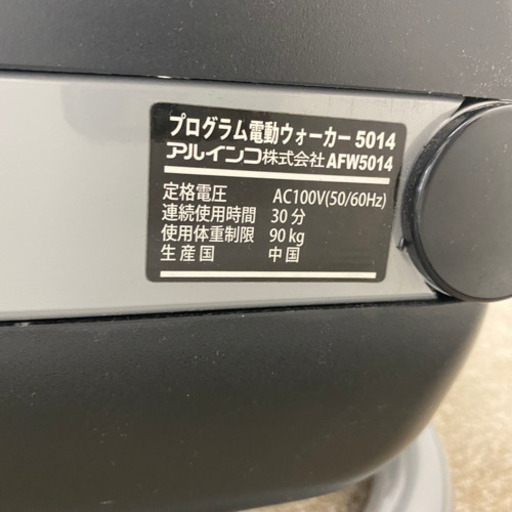 プログラム電動ウォーカー 5014
アルインコ株式会社 AFW5014
定格電圧 AC100V(50/60Hz)
連続使用時間 30分
使用体重制限 90kg
生産国 中国